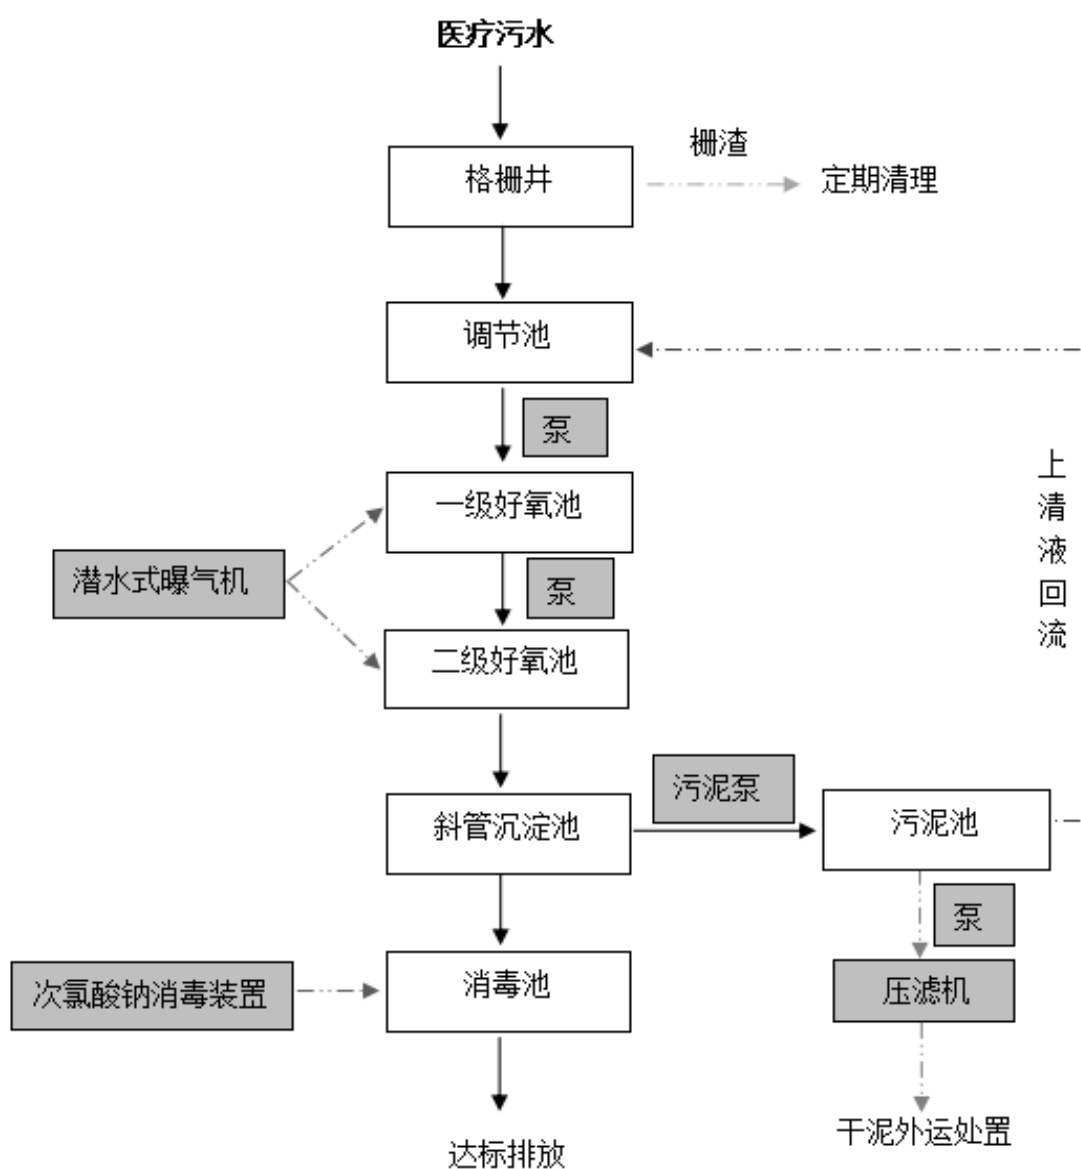 医疗污水
栅渣
格栅井
定期清理
调节池
泵
上清液回流
一级好氧池
潜水式曝气机
泵
二级好氧池
污泥泵
斜管沉淀池
污泥池
泵
次氯酸钠消毒装置
消毒池
压滤机
达标排放
干泥外运处置